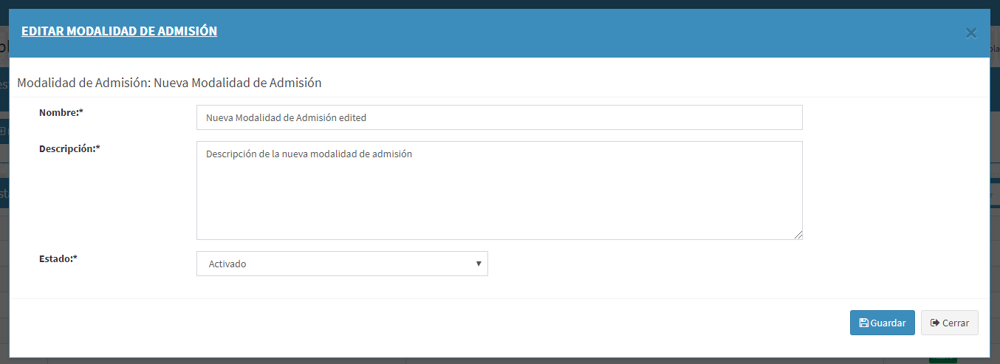 EDITAR MODALIDAD DE ADMISIÓN
×
Modalidad de Admisión: Nueva Modalidad de Admisión
Nombre:*
Nueva Modalidad de Admisión edited
Descripción:*
Descripción de la nueva modalidad de admisión
Estado:*
Activado
Guardar
Cerrar